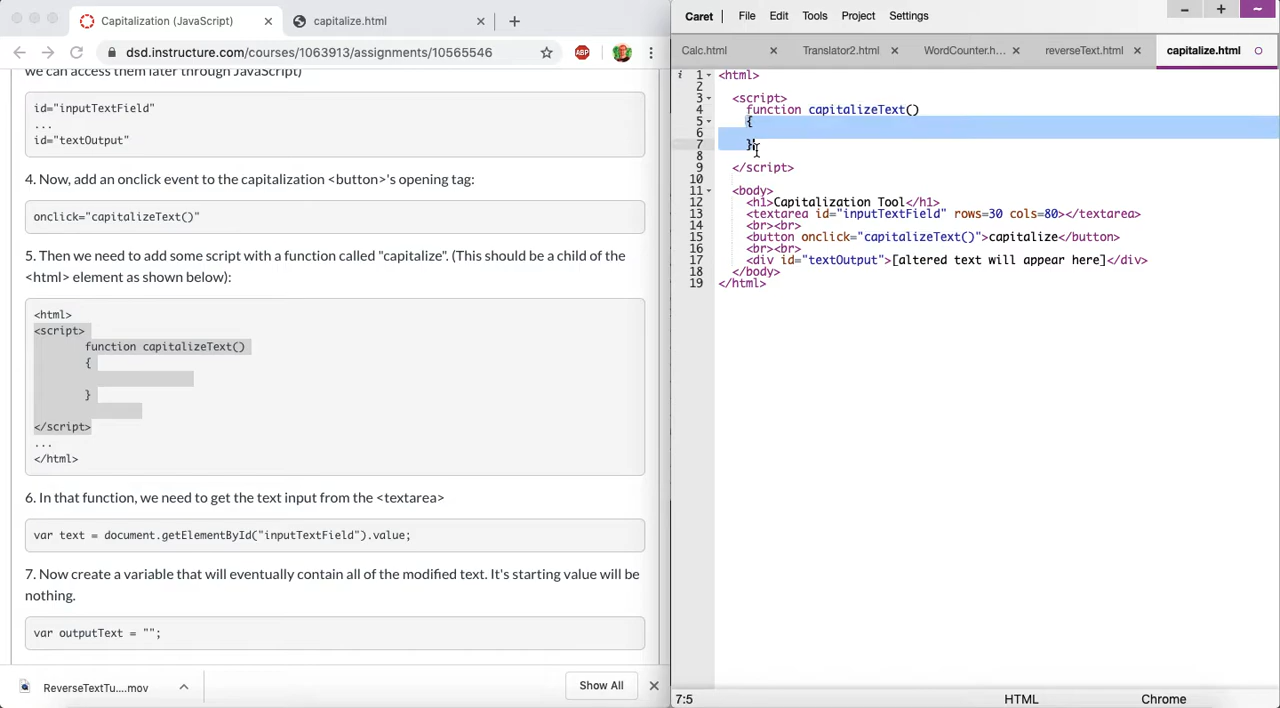 Capitalization (JavaScript)
capitalize.html
dsd.instructure.com/courses/1063913/assignments/10565546
ABP
we can access them later through JavaScript)
id="inputTextField"
...
id="textOutput"
4. Now, add an onclick event to the capitalization <button>'s opening tag:
onclick="capitalizeText()"
5. Then we need to add some script with a function called "capitalize". (This should be a child of the
<html> element as shown below):
<html>
<script>
function capitalizeText()
{
}
</script>
...
</html>
6. In that function, we need to get the text input from the <textarea>
var text = document.getElementById("inputTextField").value;
7. Now create a variable that will eventually contain all of the modified text. It's starting value will be
nothing.
var outputText = "";
ReverseTextTu....mov
Show All
Caret File Edit Tools Project Settings
Calc.html Translator2.html WordCounter.h... reverseText.html capitalize.html
1 <html>
2
3 <script>
4 function capitalizeText()
5 {
6
7 }
8
9 </script>
10
11 <body>
12 <h1>Capitalization Tool</h1>
13 <textarea id="inputTextField" rows=30 cols=80></textarea>
14 <br><br>
15 <button onclick="capitalizeText()">capitalize</button>
16 <br><br>
17 <div id="textOutput">[altered text will appear here]</div>
18 </body>
19 </html>
7:5 HTML Chrome